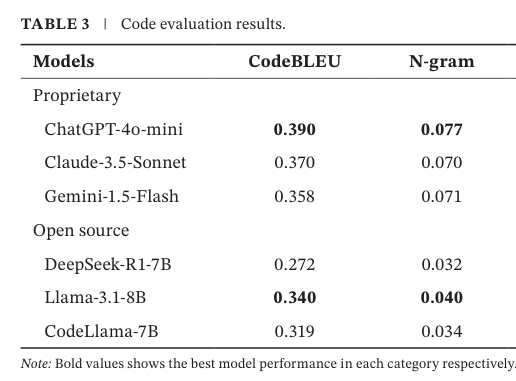 TABLE 3 | Code evaluation results.
Models CodeBLEU N-gram
Proprietary
ChatGPT-4o-mini 0.390 0.077
Claude-3.5-Sonnet 0.370 0.070
Gemini-1.5-Flash 0.358 0.071
Open source
DeepSeek-R1-7B 0.272 0.032
Llama-3.1-8B 0.340 0.040
CodeLlama-7B 0.319 0.034
Note: Bold values shows the best model performance in each category respectively.